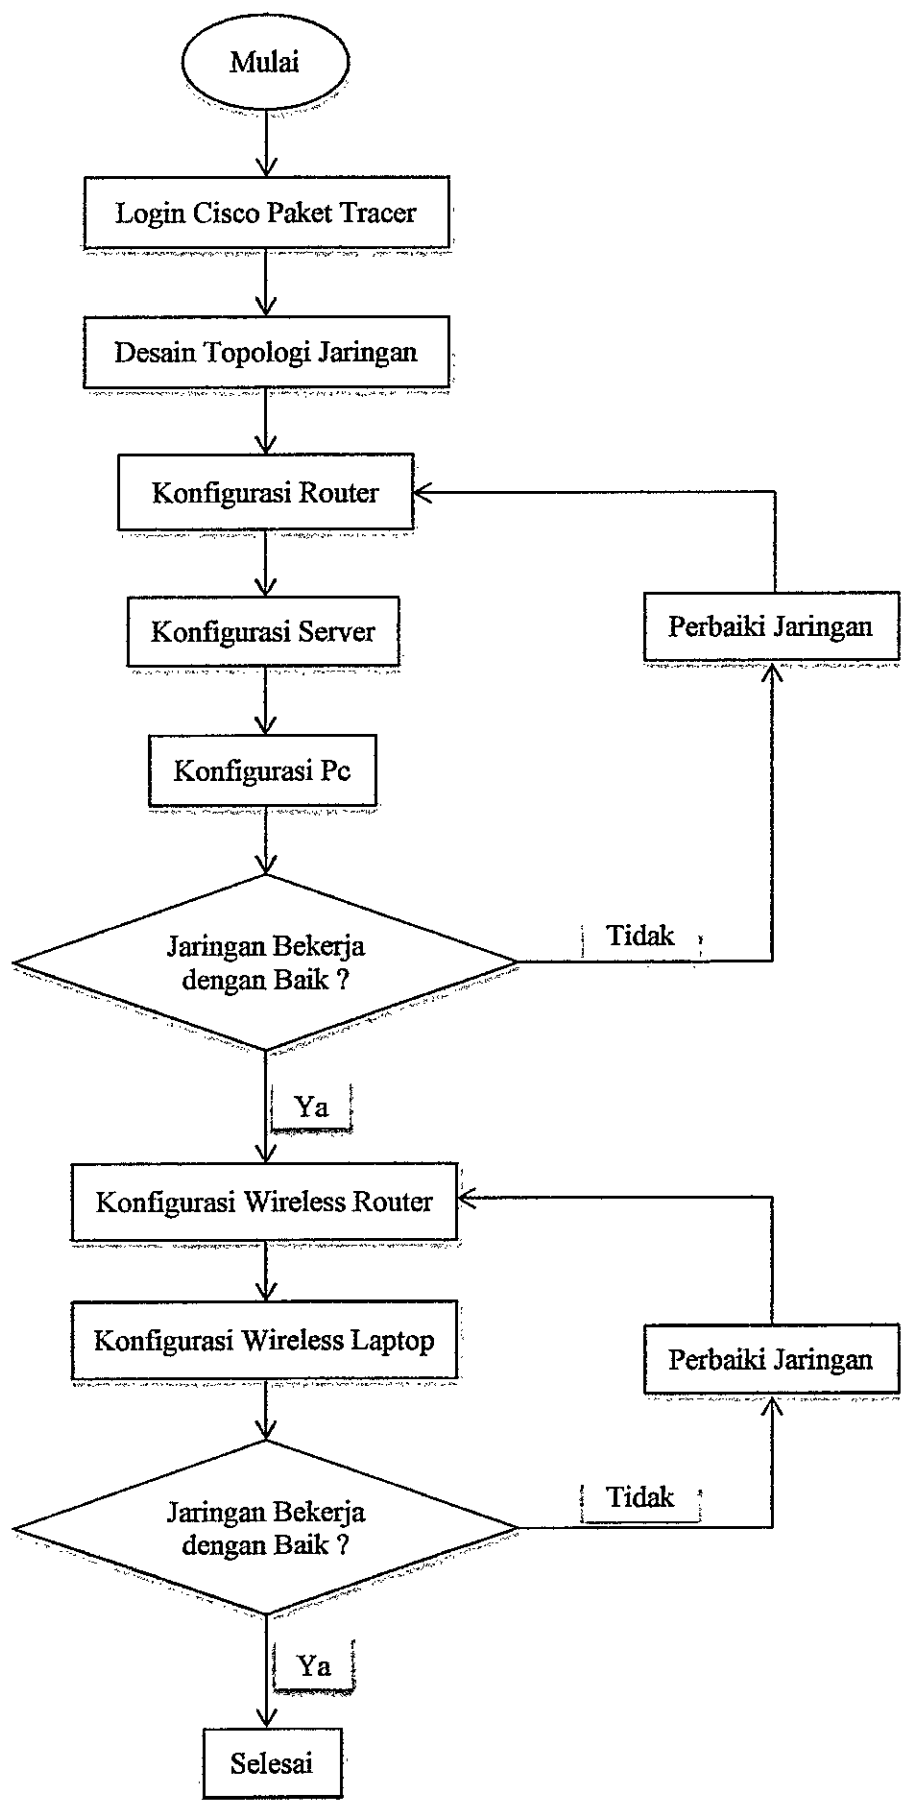 Mulai
Login Cisco Paket Tracer
Desain Topologi Jaringan
Konfigurasi Router
Konfigurasi Server
Perbaiki Jaringan
Konfigurasi Pc
Jaringan Bekerja
dengan Baik ?
Tidak
Ya
Konfigurasi Wireless Router
Konfigurasi Wireless Laptop
Perbaiki Jaringan
Jaringan Bekerja
dengan Baik ?
Tidak
Ya
Selesai